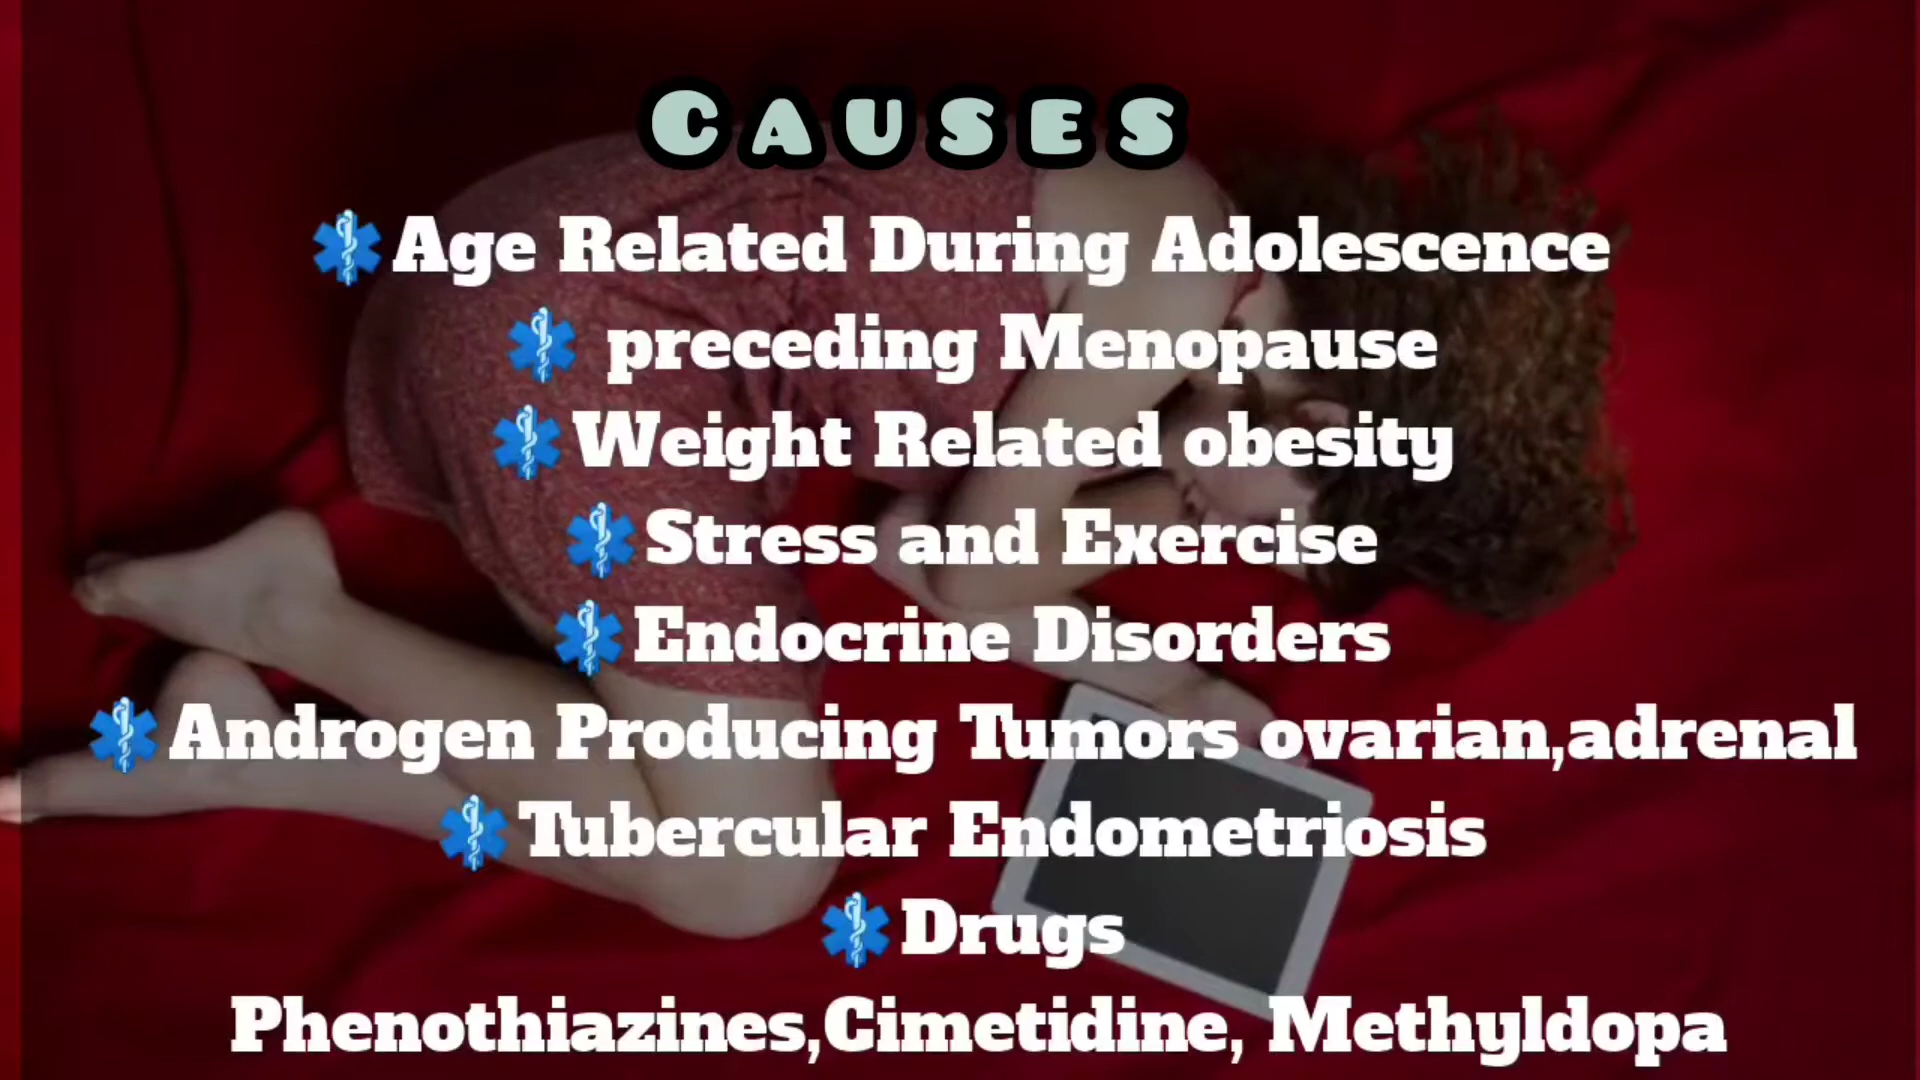 CAUSES
Age Related During Adolescence
preceding Menopause
Weight Related obesity
Stress and Exercise
Endocrine Disorders
Androgen Producing Tumors ovarian,adrenal
Tubercular Endometriosis
Drugs
Phenothiazines,Cimetidine, Methyldopa